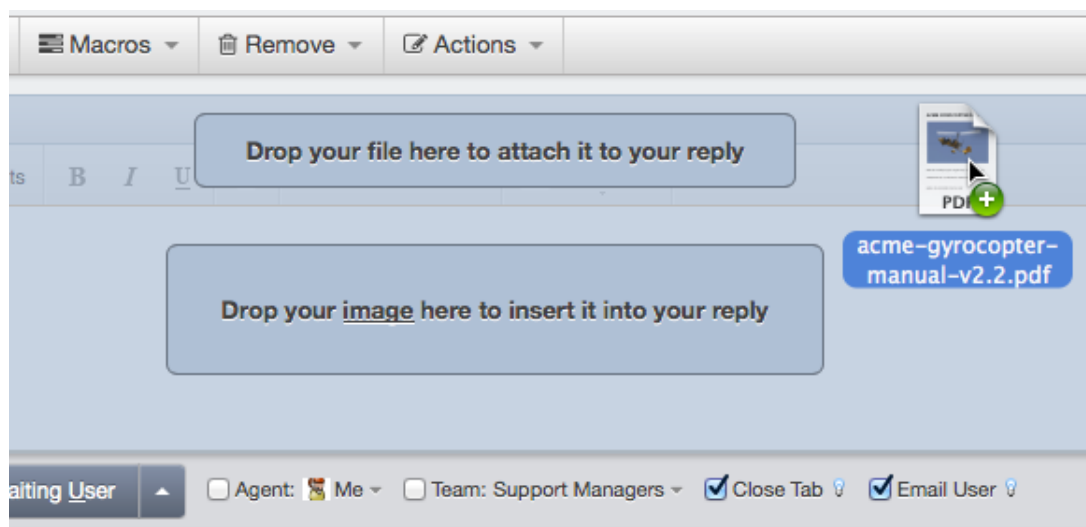 Macros Remove Actions
Drop your file here to attach it to your reply
ts B I U
PDF
acme-gyrocopter-
manual-v2.2.pdf
Drop your image here to insert it into your reply
aiting User Agent: Me Team: Support Managers Close Tab Email User